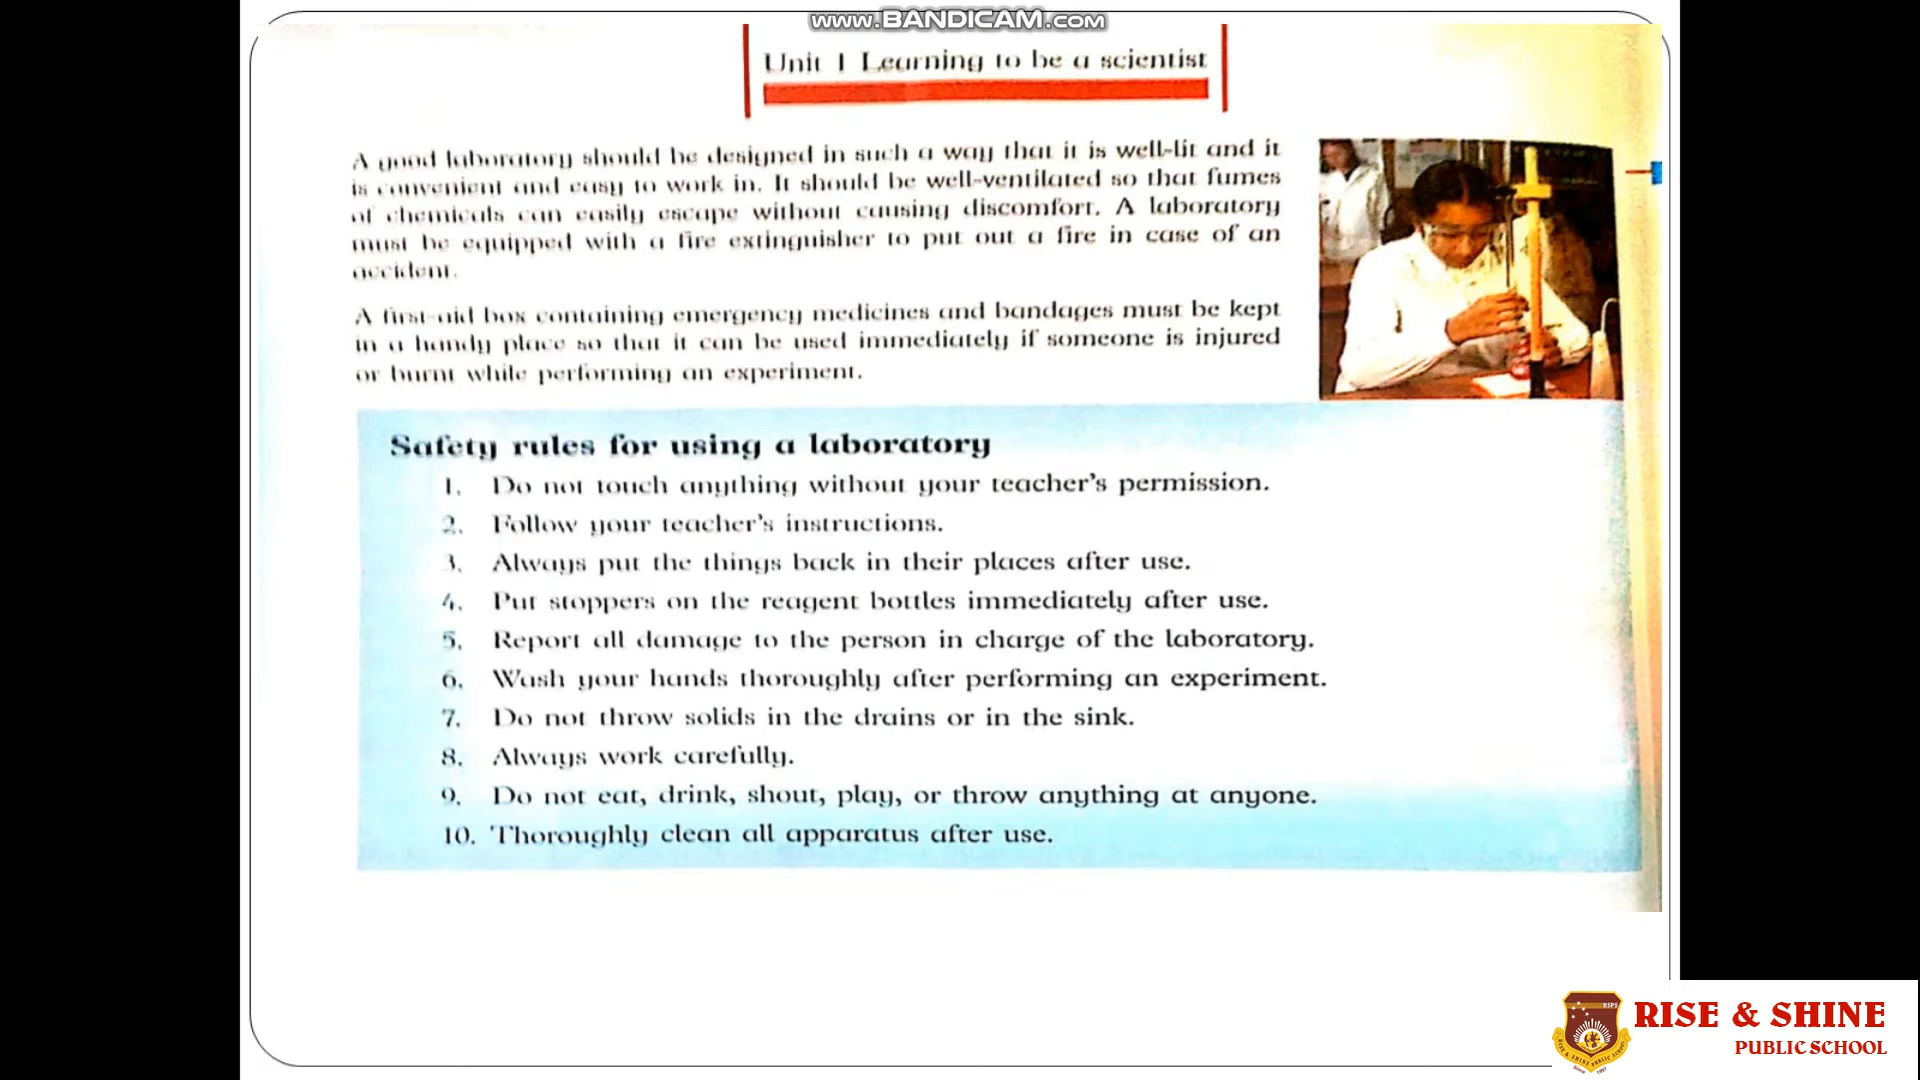 www.BANDICAM.com
Unit 1 Learning to be a scientist
A good laboratory should be designed in such a way that it is well-lit and it
is convenient and easy to work in. It should be well-ventilated so that fumes
of chemicals can easily escape without causing discomfort. A laboratory
must be equipped with a fire extinguisher to put out a fire in case of an
accident.
A first-aid box containing emergency medicines and bandages must be kept
in a handy place so that it can be used immediately if someone is injured
or burnt while performing an experiment.
Safety rules for using a laboratory
1. Do not touch anything without your teacher's permission.
2. Follow your teacher's instructions.
3. Always put the things back in their places after use.
4. Put stoppers on the reagent bottles immediately after use.
5. Report all damage to the person in charge of the laboratory.
6. Wash your hands thoroughly after performing an experiment.
7. Do not throw solids in the drains or in the sink.
8. Always work carefully.
9. Do not eat, drink, shout, play, or throw anything at anyone.
10. Thoroughly clean all apparatus after use.
RSPS
RISE & SHINE PUBLIC SCHOOL
RISE & SHINE
PUBLIC SCHOOL